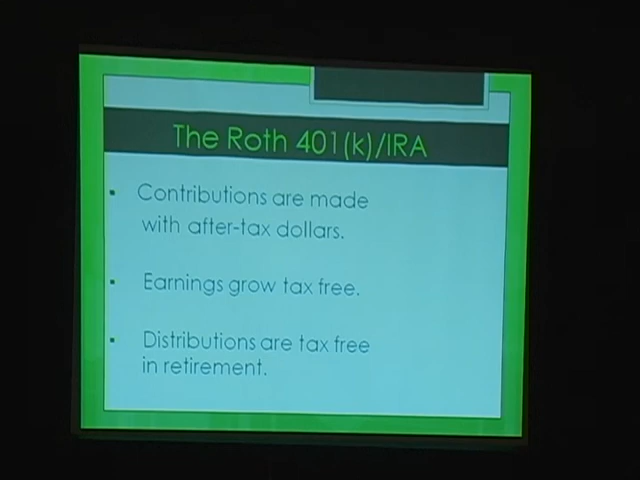 The Roth 401(k)/IRA
▪ Contributions are made
with after-tax dollars.
▪ Earnings grow tax free.
▪ Distributions are tax free
in retirement.